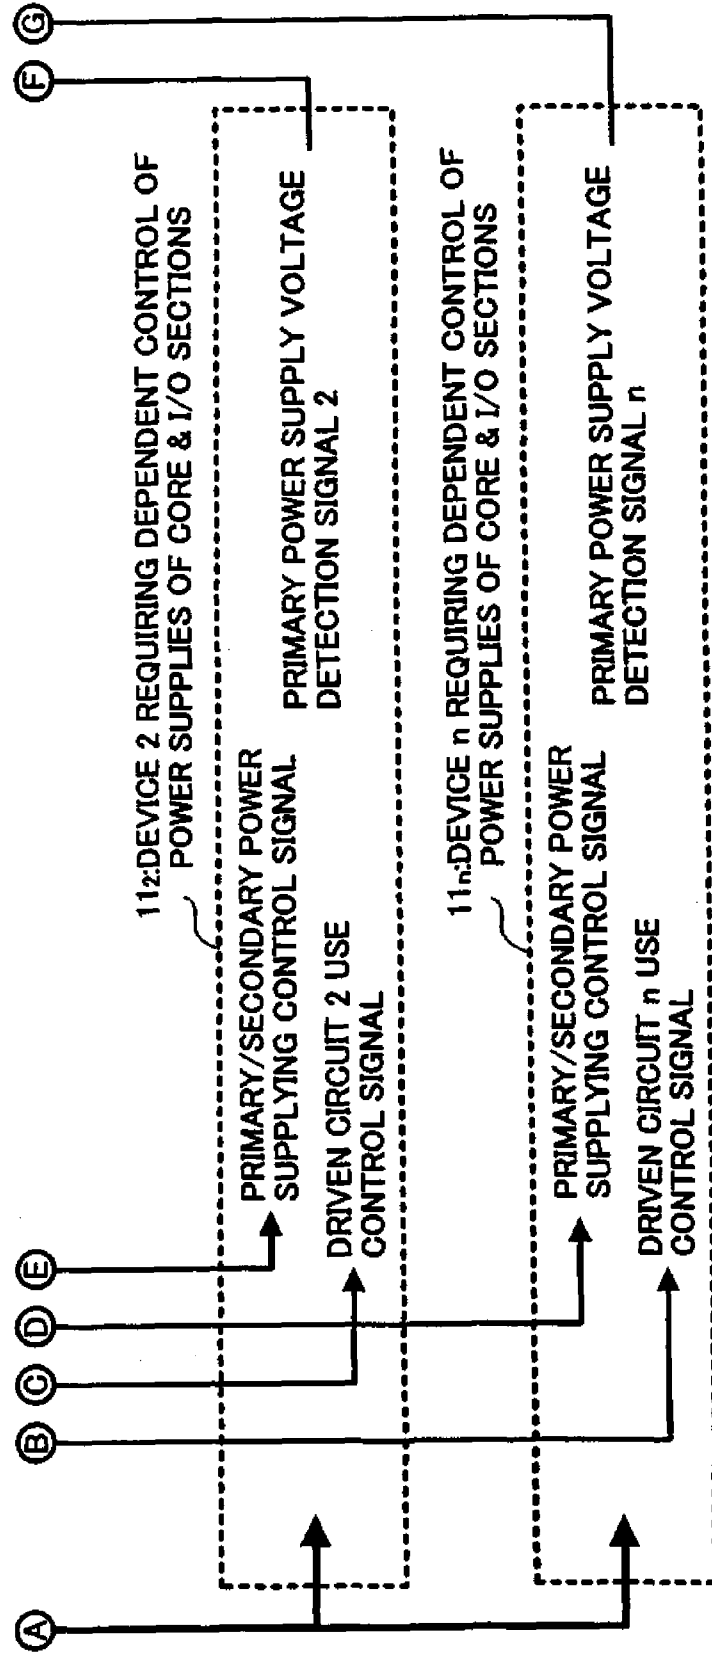 A
B
C
D
E
F
G
11₂:DEVICE 2 REQUIRING DEPENDENT CONTROL OF
POWER SUPPLIES OF CORE & I/O SECTIONS
PRIMARY/SECONDARY POWER
SUPPLYING CONTROL SIGNAL
DRIVEN CIRCUIT 2 USE
CONTROL SIGNAL
PRIMARY POWER SUPPLY VOLTAGE
DETECTION SIGNAL 2
11ₙ:DEVICE n REQUIRING DEPENDENT CONTROL OF
POWER SUPPLIES OF CORE & I/O SECTIONS
PRIMARY/SECONDARY POWER
SUPPLYING CONTROL SIGNAL
DRIVEN CIRCUIT n USE
CONTROL SIGNAL
PRIMARY POWER SUPPLY VOLTAGE
DETECTION SIGNAL n